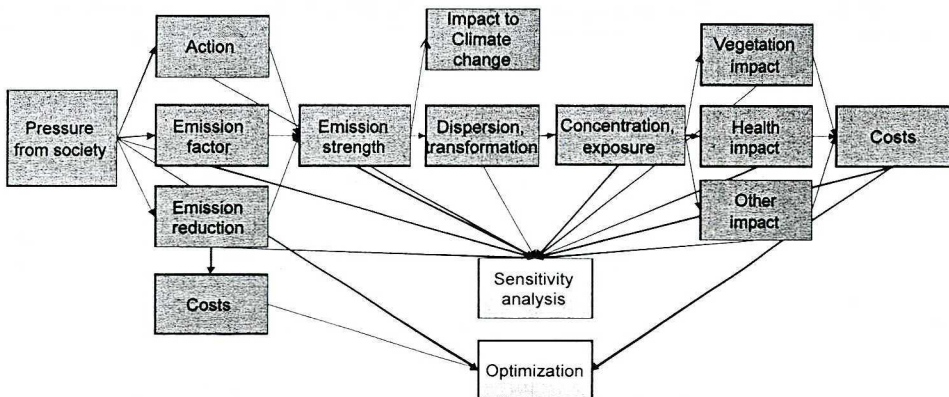 Pressure
from society
Action
Emission
factor
Emission
reduction
Costs
Emission
strength
Impact to
Climate
change
Dispersion,
transformation
Concentration,
exposure
Vegetation
impact
Health
impact
Other
impact
Costs
Sensitivity
analysis
Optimization